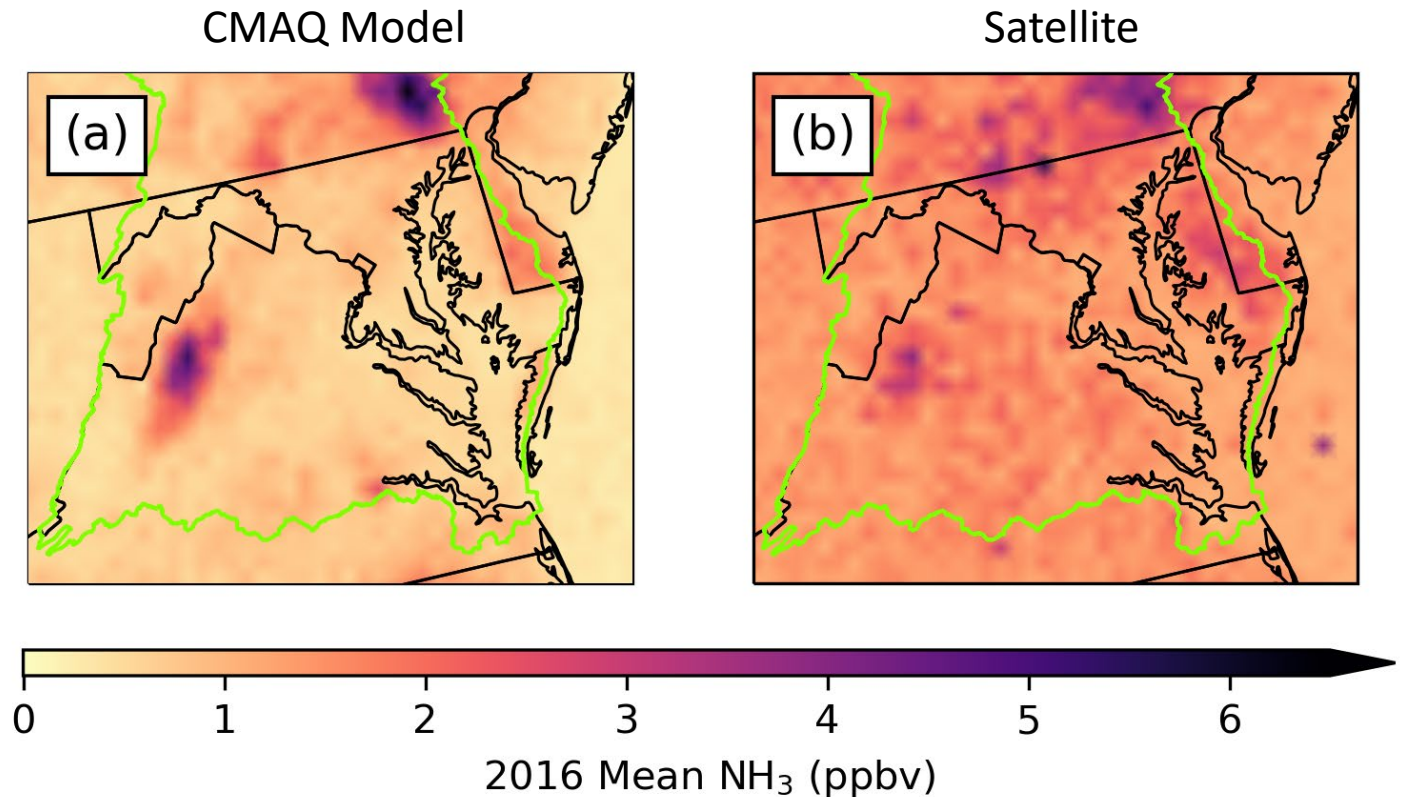 CMAQ Model
Satellite
(a)
(b)
0 1 2 3 4 5 6
2016 Mean NH₃ (ppbv)